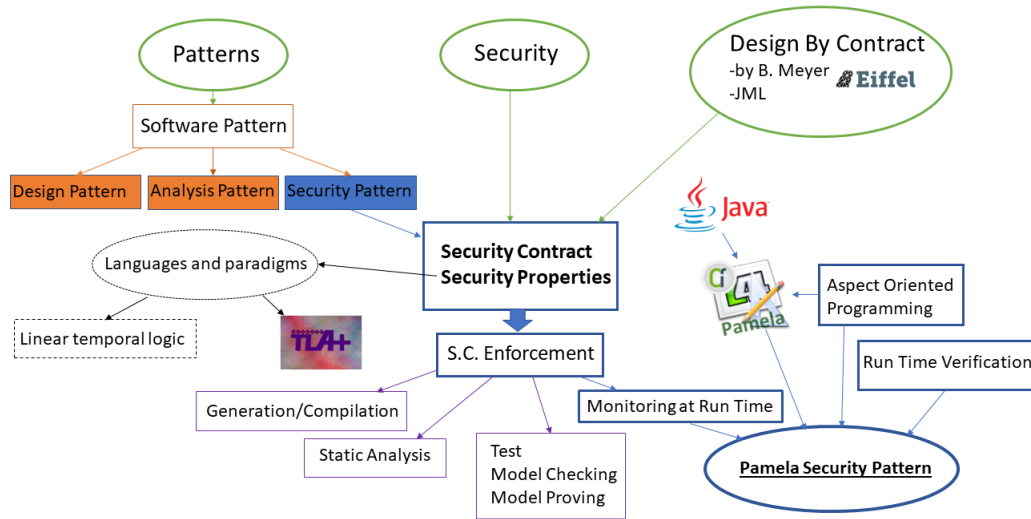 Patterns
Security
Design By Contract
-by B. Meyer
-JML
Eiffel
Software Pattern
Design Pattern
Analysis Pattern
Security Pattern
Java
Security Contract
Security Properties
Languages and paradigms
Ci
Pamela
Aspect Oriented
Programming
Linear temporal logic
TLA+
S.C. Enforcement
Run Time Verification
Generation/Compilation
Monitoring at Run Time
Static Analysis
Test
Model Checking
Model Proving
Pamela Security Pattern